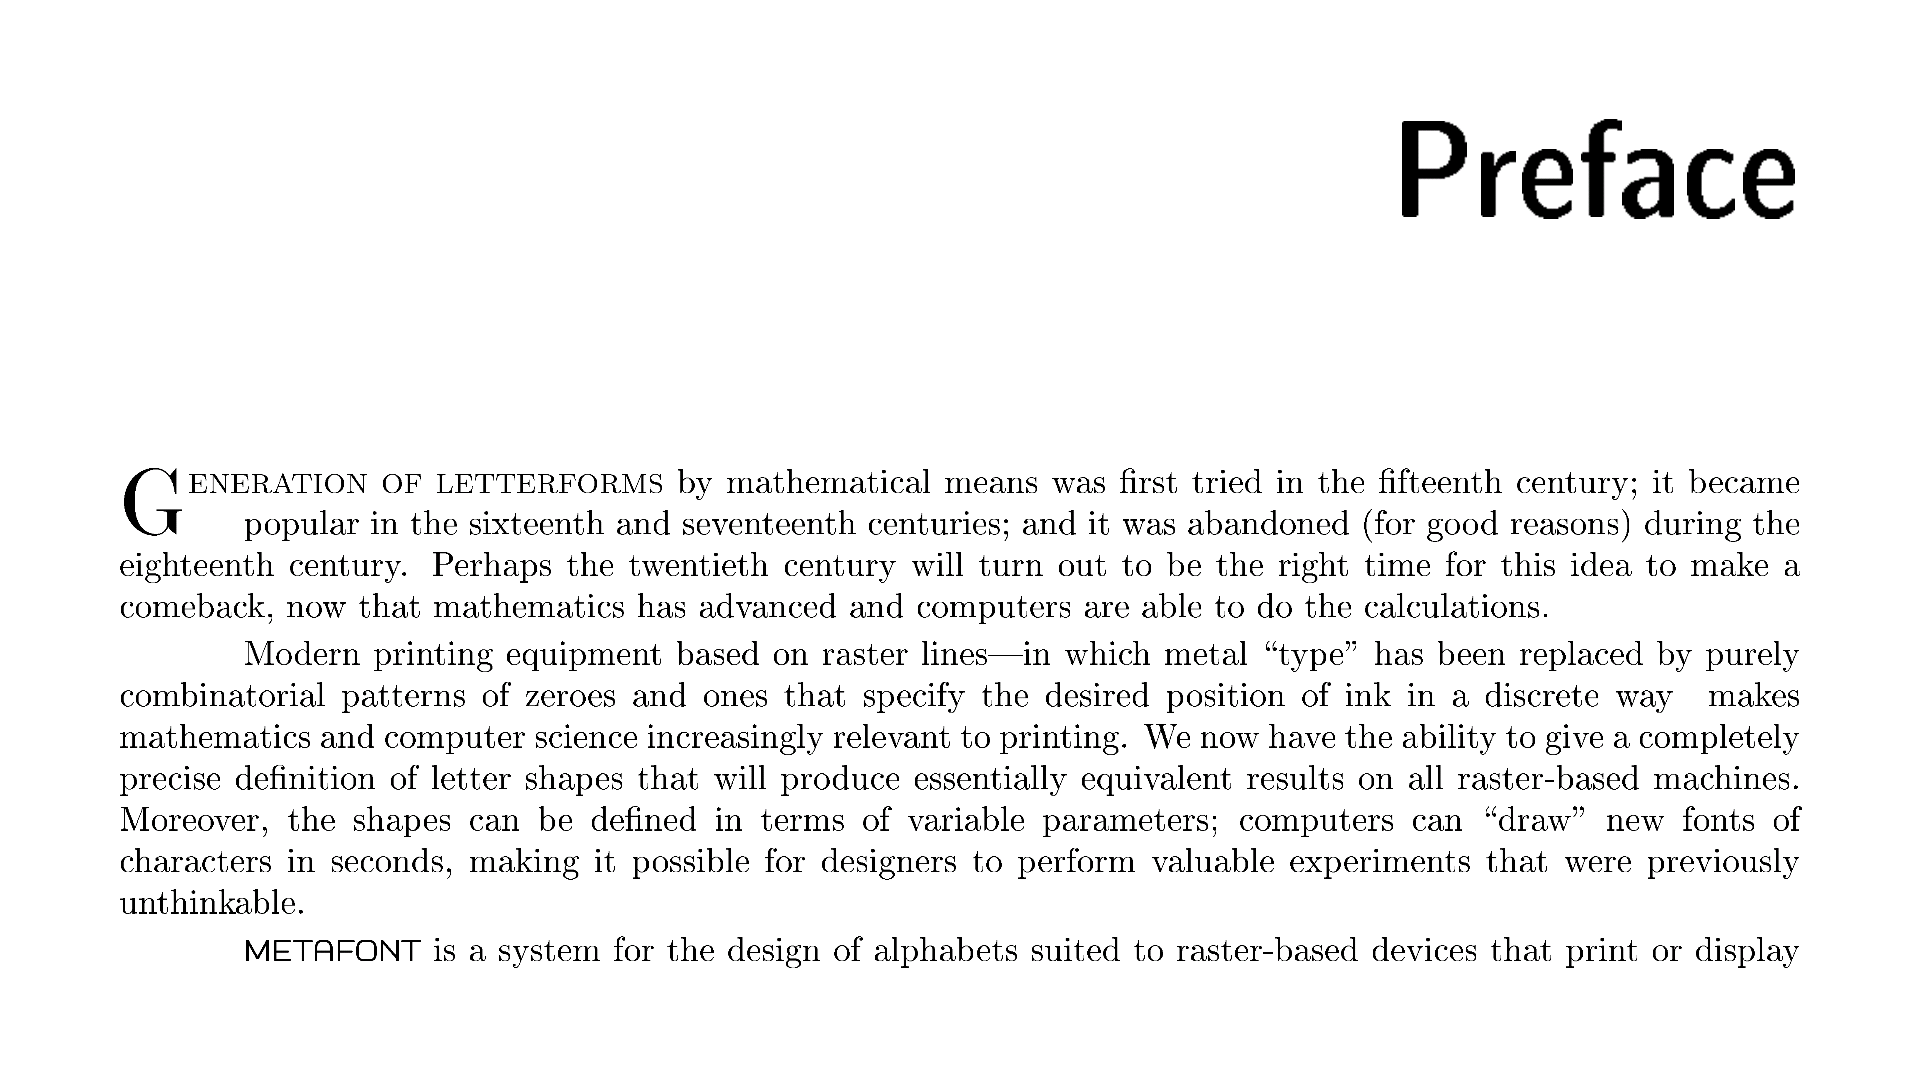 Preface
GENERATION OF LETTERFORMS by mathematical means was first tried in the fifteenth century; it became
popular in the sixteenth and seventeenth centuries; and it was abandoned (for good reasons) during the
eighteenth century. Perhaps the twentieth century will turn out to be the right time for this idea to make a
comeback, now that mathematics has advanced and computers are able to do the calculations.
Modern printing equipment based on raster lines—in which metal “type” has been replaced by purely
combinatorial patterns of zeroes and ones that specify the desired position of ink in a discrete way makes
mathematics and computer science increasingly relevant to printing. We now have the ability to give a completely
precise definition of letter shapes that will produce essentially equivalent results on all raster-based machines.
Moreover, the shapes can be defined in terms of variable parameters; computers can “draw” new fonts of
characters in seconds, making it possible for designers to perform valuable experiments that were previously
unthinkable.
METAFONT is a system for the design of alphabets suited to raster-based devices that print or display